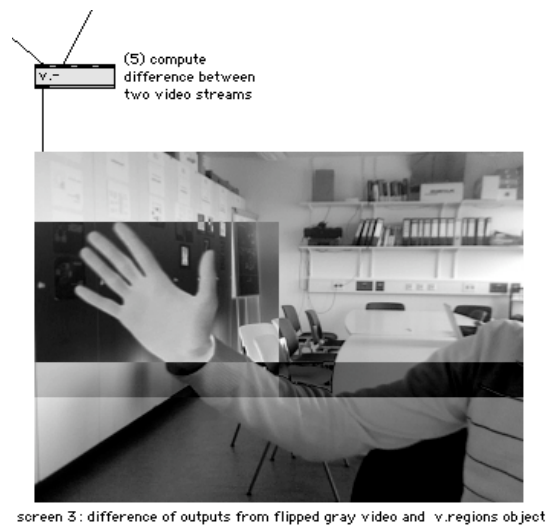 (5) compute
v.-
difference between
two video streams
screen 3: difference of outputs from flipped gray video and v.regions object